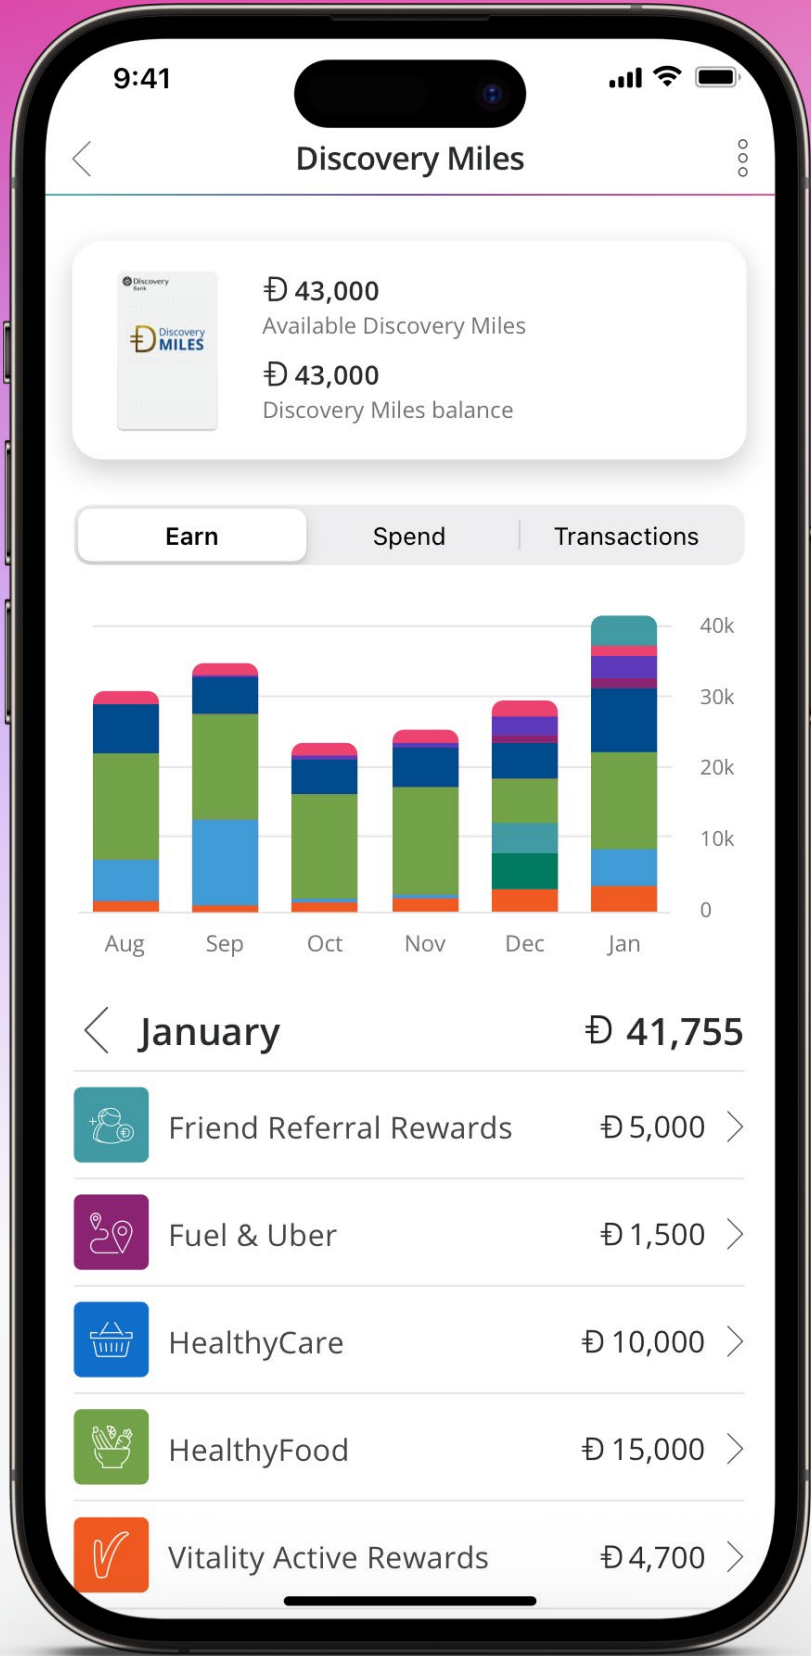 9:41
Discovery Miles
Discovery
Bank
Discovery
MILES
Đ 43,000
Available Discovery Miles
Đ 43,000
Discovery Miles balance
Earn Spend Transactions
40k
30k
20k
10k
0
Aug Sep Oct Nov Dec Jan
January Đ 41,755
Friend Referral Rewards Đ 5,000
Fuel & Uber Đ 1,500
HealthyCare Đ 10,000
HealthyFood Đ 15,000
Vitality Active Rewards Đ 4,700